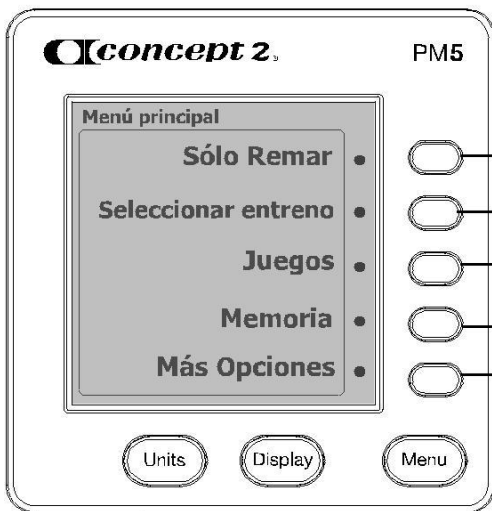 concept 2
PM5
Menú principal
Sólo Remar
Seleccionar entreno
Juegos
Memoria
Más Opciones
Units
Display
Menu